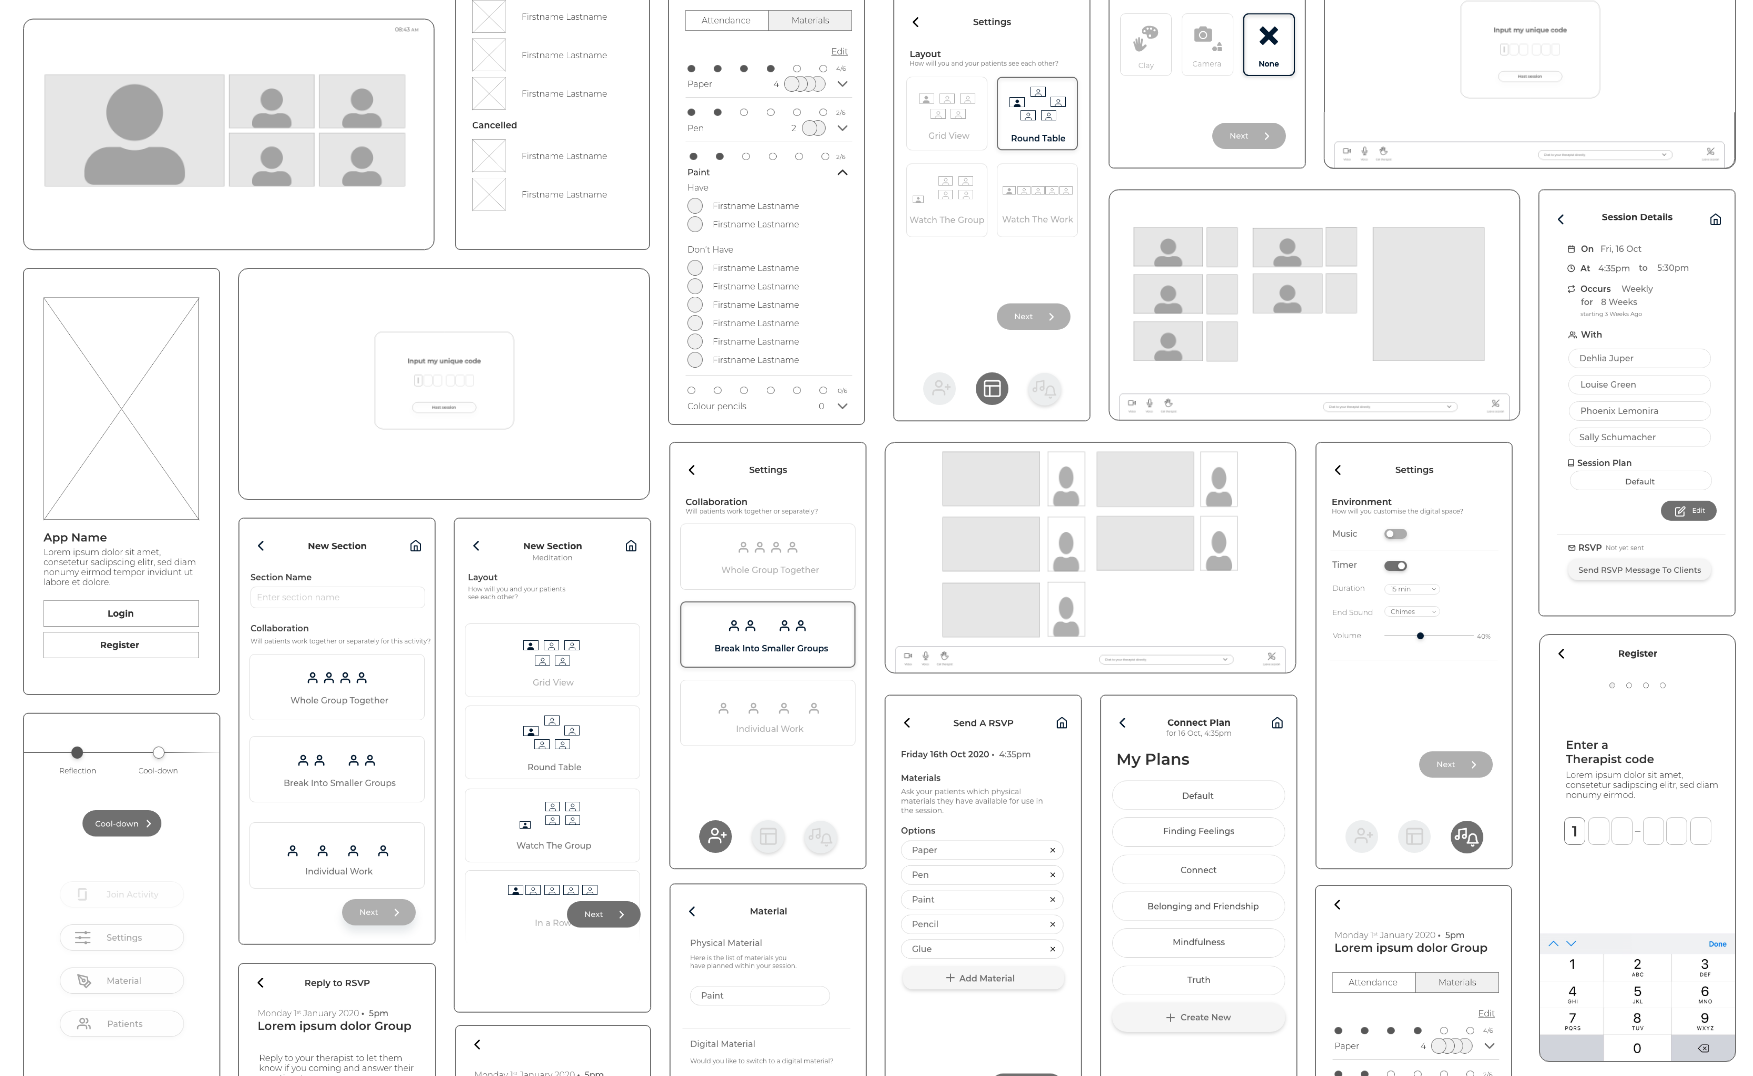 08:43 AM
Firstname Lastname
Firstname Lastname
Firstname Lastname
Cancelled
Firstname Lastname
Firstname Lastname
Attendance
Materials
Edit
4/6
Paper
4
2/6
Pen
2
2/6
Paint
Have
Firstname Lastname
Firstname Lastname
Don't Have
Firstname Lastname
Firstname Lastname
Firstname Lastname
Firstname Lastname
Firstname Lastname
Firstname Lastname
0/6
Colour pencils
0
Settings
Layout
How will you and your patients see each other?
Grid View
Round Table
Watch The Group
Watch The Work
Next
Clay
Camera
None
Next
Input my unique code
Session Details
On Fri, 16 Oct
At 4:35pm to 5:30pm
Occurs Weekly
for 8 Weeks
starting 3 Weeks Ago
With
Dehlia Juper
Louise Green
Phoenix Lemonira
Sally Schumacher
Session Plan
Default
Edit
RSVP Not yet sent
Send RSVP Message To Clients
App Name
Lorem ipsum dolor sit amet,
consetetur sadipscing elitr, sed diam
nonumy eirmod tempor invidunt ut
labore et dolore.
Login
Register
Input my unique code
Reflection
Cool-down
Cool-down
Join Activity
Settings
Material
Patients
New Section
Section Name
Enter section name
Collaboration
Will patients work together or separately for this activity?
Whole Group Together
Break Into Smaller Groups
Individual Work
Next
New Section
Meditation
Layout
How will you and your patients
see each other?
Grid View
Round Table
Watch The Group
In a Row
Next
Settings
Collaboration
Will patients work together or separately?
Whole Group Together
Break Into Smaller Groups
Individual Work
Settings
Environment
How will you customise the digital space?
Music
Timer
Duration
5 min
End Sound
Chimes
Volume
40%
Next
Register
Enter a
Therapist code
Lorem ipsum dolor sit amet,
consetetur sadipscing elitr, sed diam
nonumy eirmod.
1
–
Done
1
2
ABC
3
DEF
4
GHI
5
JKL
6
MNO
7
PQRS
8
TUV
9
WXYZ
0
Send A RSVP
Friday 16th Oct 2020 • 4:35pm
Materials
Ask your patients which physical
materials they have available for use in
the session.
Options
Paper
Pen
Paint
Pencil
Glue
+ Add Material
Connect Plan
for 16 Oct, 4:35pm
My Plans
Default
Finding Feelings
Connect
Belonging and Friendship
Mindfulness
Truth
+ Create New
Material
Physical Material
Here is the list of materials you
have planned within your session.
Paint
Digital Material
Would you like to switch to a digital material?
Reply to RSVP
Monday 1st January 2020 • 5pm
Lorem ipsum dolor Group
Reply to your therapist to let them
know if you coming and answer their
Monday 1st January 2020 • 5pm
Monday 1st January 2020 • 5pm
Lorem ipsum dolor Group
Attendance
Materials
Edit
4/6
Paper
4
2/6